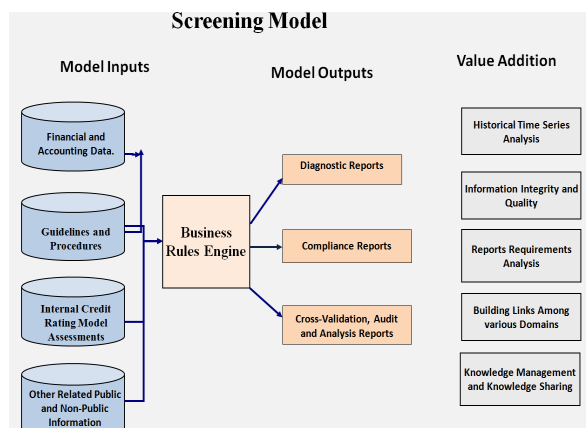 Screening Model
Model Inputs
Model Outputs
Value Addition
Financial and
Accounting Data.
Guidelines and
Procedures
Internal Credit
Rating Model
Assessments
Other Related Public
and Non-Public
Information
Business
Rules Engine
Diagnostic Reports
Compliance Reports
Cross-Validation, Audit
and Analysis Reports
Historical Time Series
Analysis
Information Integrity and
Quality
Reports Requirements
Analysis
Building Links Among
various Domains
Knowledge Management
and Knowledge Sharing